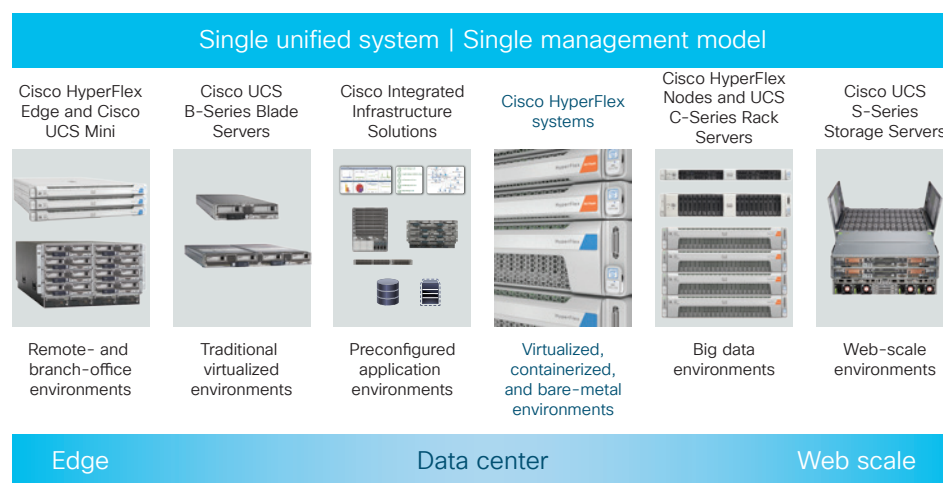 Single unified system | Single management model
Cisco HyperFlex
Edge and Cisco
UCS Mini
Cisco UCS
B-Series Blade
Servers
Cisco Integrated
Infrastructure
Solutions
Cisco HyperFlex
systems
Cisco HyperFlex
Nodes and UCS
C-Series Rack
Servers
Cisco UCS
S-Series
Storage Servers
HyperFlex
HyperFlex
HyperFlex
Remote- and
branch-office
environments
Traditional
virtualized
environments
Preconfigured
application
environments
Virtualized,
containerized,
and bare-metal
environments
Big data
environments
Web-scale
environments
Edge
Data center
Web scale